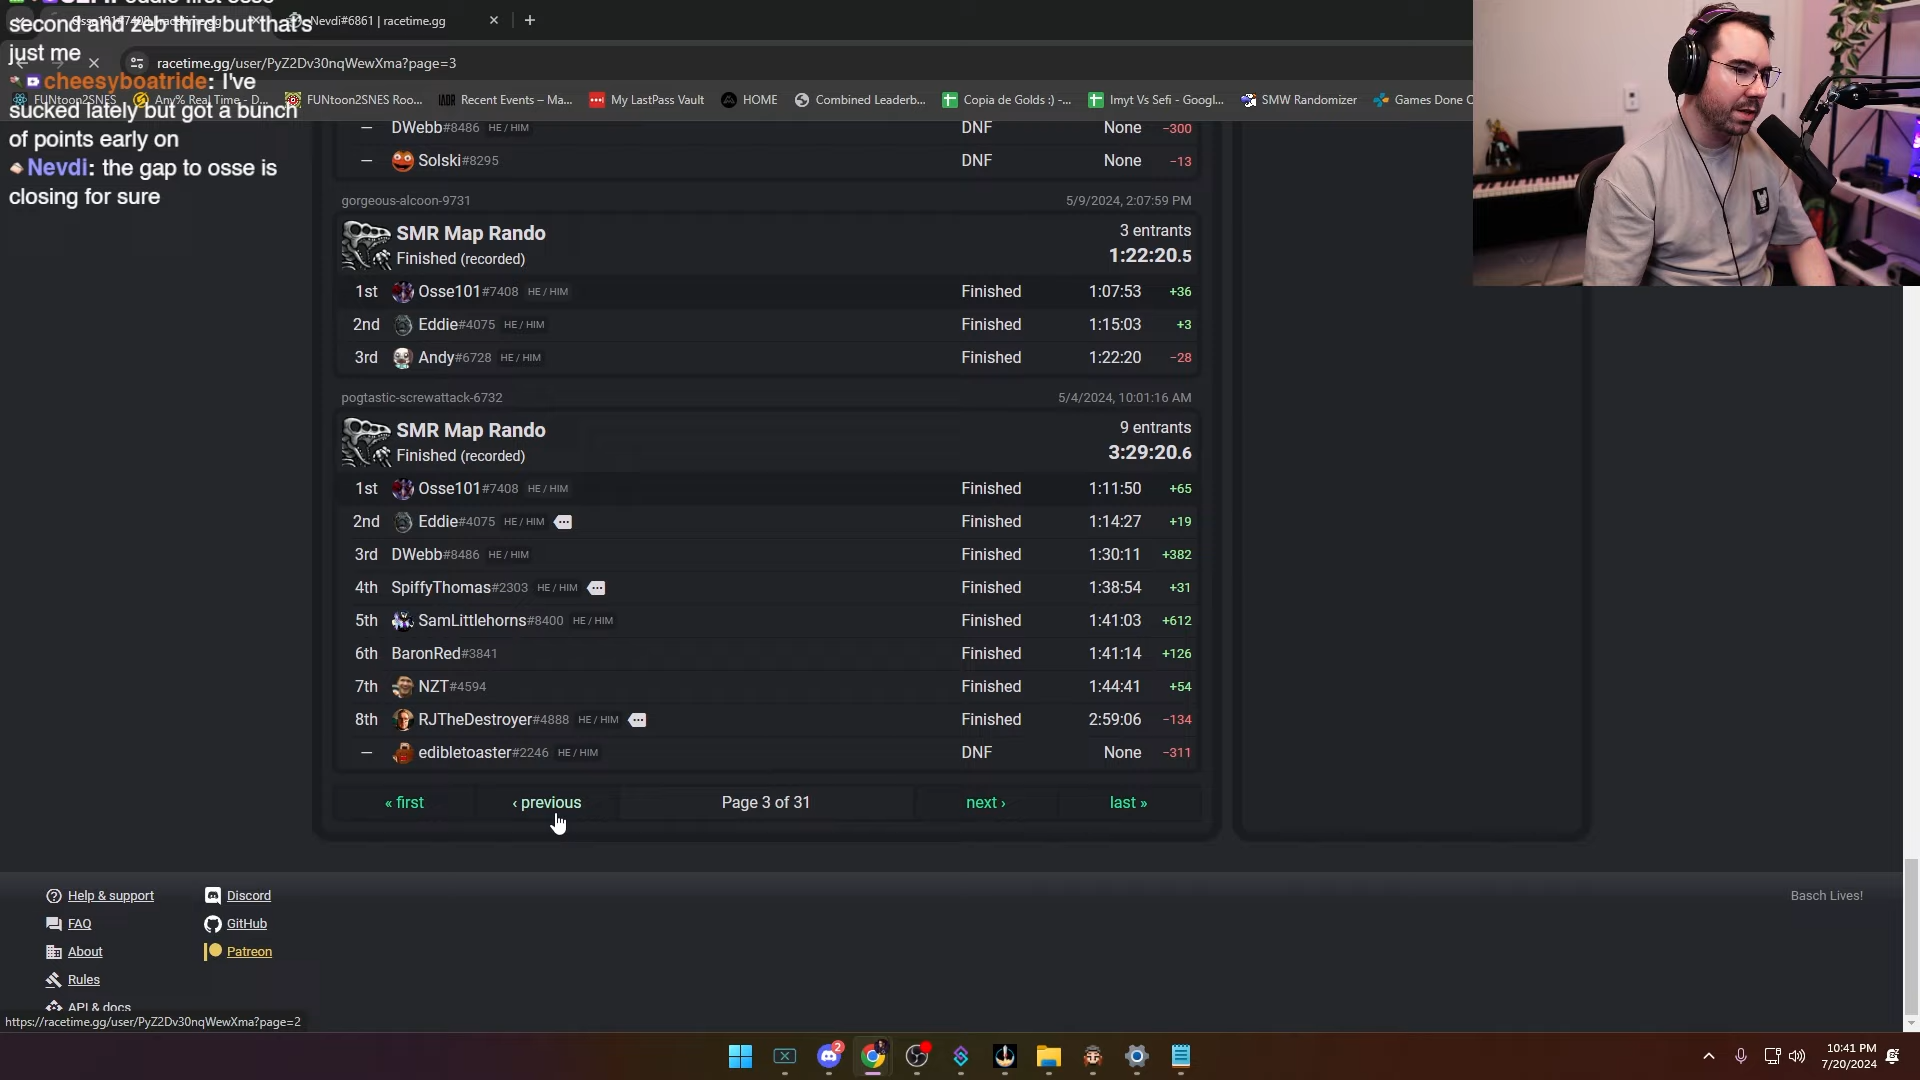 second and zeb third but that's
just me
cheesyboatride: I've
sucked lately but got a bunch
of points early on
Nevdi: the gap to osse is
closing for sure
Nevdi#6861 | racetime.gg
racetime.gg/user/PyZ2Dv30nqWewXma?page=3
FUNtoon2SNES
Any% Real Time - D...
FUNtoon2SNES Roo...
Recent Events – Ma...
My LastPass Vault
HOME
Combined Leaderb...
Copia de Golds :) -...
Imyt Vs Sefi - Googl...
SMW Randomizer
Games Done C
— DWebb#8486 HE / HIM DNF None −300
— Solski#8295 DNF None −13
gorgeous-alcoon-9731 5/9/2024, 2:07:59 PM
SMR Map Rando 3 entrants
Finished (recorded) 1:22:20.5
1st Osse101#7408 HE / HIM Finished 1:07:53 +36
2nd Eddie#4075 HE / HIM Finished 1:15:03 +3
3rd Andy#6728 HE / HIM Finished 1:22:20 −28
pogtastic-screwattack-6732 5/4/2024, 10:01:16 AM
SMR Map Rando 9 entrants
Finished (recorded) 3:29:20.6
1st Osse101#7408 HE / HIM Finished 1:11:50 +65
2nd Eddie#4075 HE / HIM Finished 1:14:27 +19
3rd DWebb#8486 HE / HIM Finished 1:30:11 +382
4th SpiffyThomas#2303 HE / HIM Finished 1:38:54 +31
5th SamLittlehorns#8400 HE / HIM Finished 1:41:03 +612
6th BaronRed#3841 Finished 1:41:14 +126
7th NZT#4594 Finished 1:44:41 +54
8th RJTheDestroyer#4888 HE / HIM Finished 2:59:06 −134
— edibletoaster#2246 HE / HIM DNF None −311
« first ‹ previous Page 3 of 31 next › last »
Help & support Discord Basch Lives!
FAQ GitHub
About Patreon
Rules
API & docs
https://racetime.gg/user/PyZ2Dv30nqWewXma?page=2
2
10:41 PM
7/20/2024